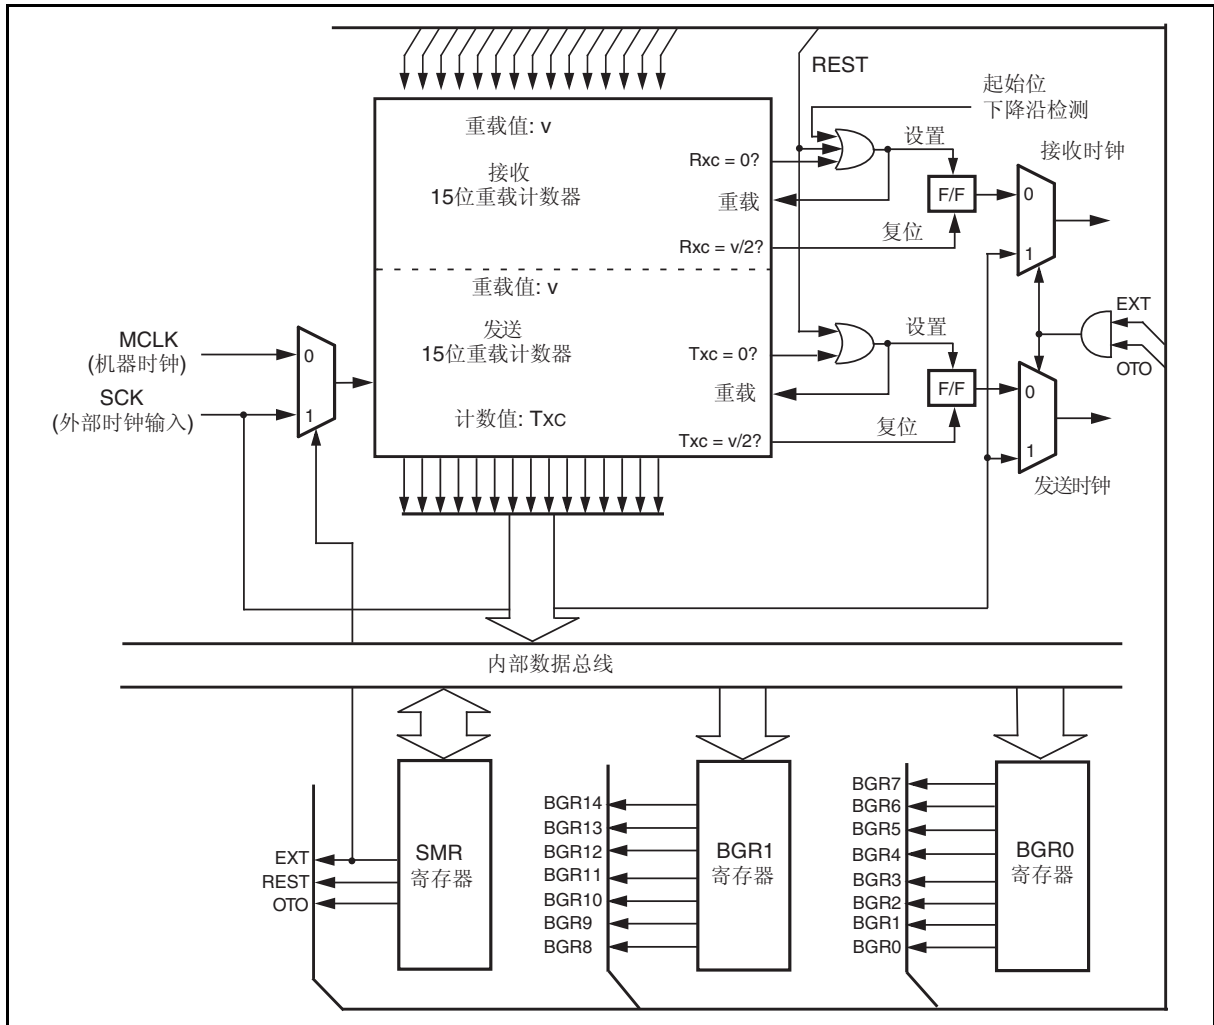 REST
起始位
下降沿检测
重载值: v
接收
15位重载计数器
Rxc = 0?
重载
Rxc = v/2?
设置
F/F
复位
接收时钟
0
1
重载值: v
发送
15位重载计数器
计数值: TXC
Txc = 0?
重载
Txc = v/2?
设置
F/F
复位
EXT
OTO
0
1
发送时钟
MCLK
(机器时钟)
SCK
(外部时钟输入)
0
1
内部数据总线
EXT
REST
OTO
SMR
寄存器
BGR14
BGR13
BGR12
BGR11
BGR10
BGR9
BGR8
BGR1
寄存器
BGR7
BGR6
BGR5
BGR4
BGR3
BGR2
BGR1
BGR0
BGR0
寄存器